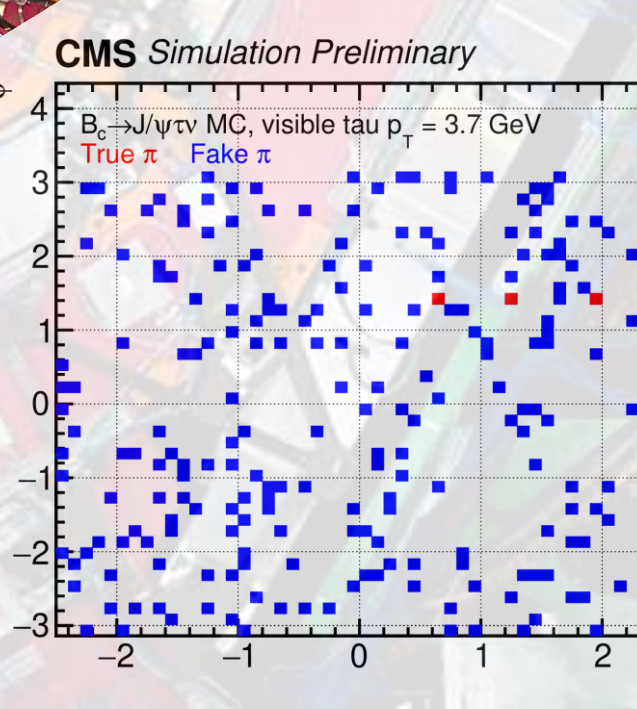 CMS Simulation Preliminary
B_c→J/ψτν MC, visible tau p_T = 3.7 GeV
True π Fake π
4
3
2
1
0
−1
−2
−3
−2 −1 0 1 2